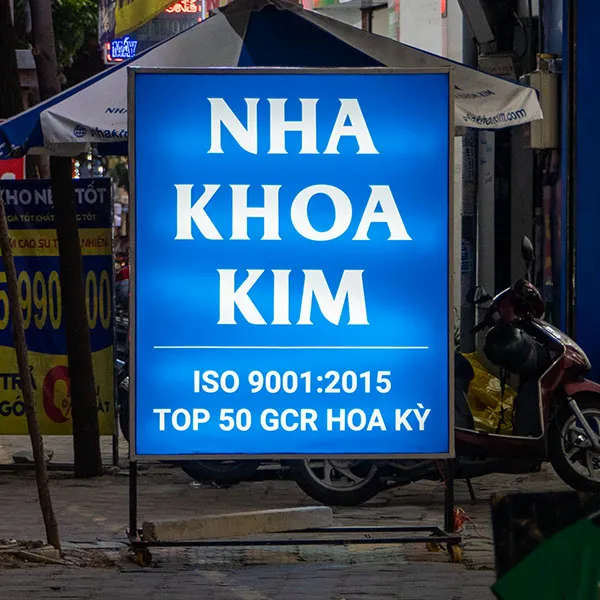 NHA
KHOA
KIM
ISO 9001:2015
TOP 50 GCR HOA KỲ